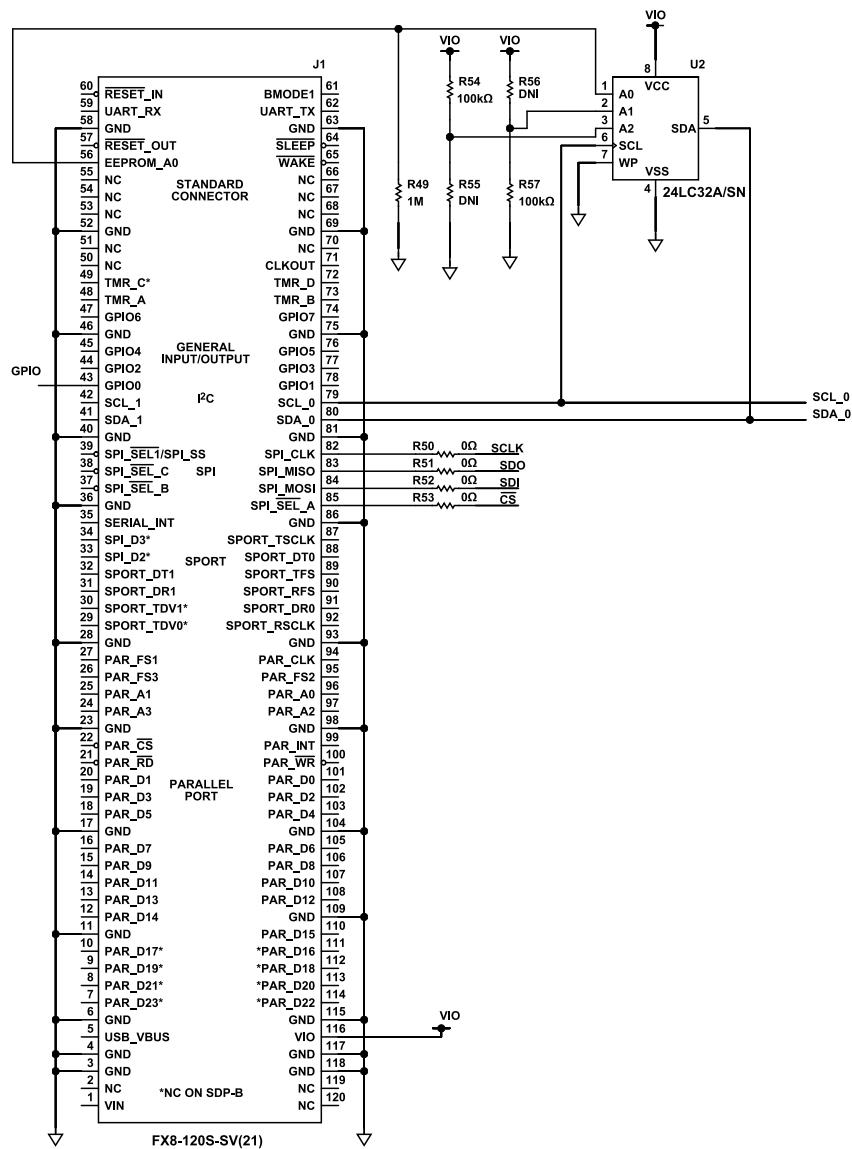 VIO
VIO VIO
J1 U2
R54
100kΩ
R56
DNI
8
VCC
1 A0
2 A1
3 A2
SDA 5
6 SCL
7 WP
VSS
4
24LC32A/SN
R49
1M
R55
DNI
R57
100kΩ
60 RESET_IN BMODE1 61
59 UART_RX UART_TX 62
58 GND GND 63
57 RESET_OUT SLEEP 64
56 EEPROM_A0 WAKE 65
55 NC NC 66
STANDARD
CONNECTOR
54 NC NC 67
53 NC NC 68
52 GND GND 69
51 NC NC 70
50 NC CLKOUT 71
49 TMR_C* TMR_D 72
48 TMR_A TMR_B 73
47 GPIO6 GPIO7 74
46 GND GND 75
GENERAL
INPUT/OUTPUT
45 GPIO4 GPIO5 76
44 GPIO2 GPIO3 77
GPIO
43 GPIO0 GPIO1 78
42 SCL_1 I²C SCL_0 79 SCL_0
41 SDA_1 SDA_0 80 SDA_0
40 GND GND 81
39 SPI_SEL1/SPI_SS SPI_CLK 82 R50 0Ω SCLK
38 SPI_SEL_C SPI SPI_MISO 83 R51 0Ω SDO
37 SPI_SEL_B SPI_MOSI 84 R52 0Ω SDI
36 GND SPI_SEL_A 85 R53 0Ω CS
35 SERIAL_INT GND 86
34 SPI_D3* SPORT_TSCLK 87
33 SPI_D2* SPORT SPORT_DT0 88
32 SPORT_DT1 SPORT_TFS 89
31 SPORT_DR1 SPORT_RFS 90
30 SPORT_TDV1* SPORT_DR0 91
29 SPORT_TDV0* SPORT_RSCLK 92
28 GND GND 93
27 PAR_FS1 PAR_CLK 94
26 PAR_FS3 PAR_FS2 95
25 PAR_A1 PAR_A0 96
24 PAR_A3 PAR_A2 97
23 GND GND 98
22 PAR_CS PAR_INT 99
21 PAR_RD PAR_WR 100
20 PAR_D1 PAR_D0 101
PARALLEL
PORT
19 PAR_D3 PAR_D2 102
18 PAR_D5 PAR_D4 103
17 GND GND 104
16 PAR_D7 PAR_D6 105
15 PAR_D9 PAR_D8 106
14 PAR_D11 PAR_D10 107
13 PAR_D13 PAR_D12 108
12 PAR_D14 GND 109
11 GND PAR_D15 110
10 PAR_D17* *PAR_D16 111
9 PAR_D19* *PAR_D18 112
8 PAR_D21* *PAR_D20 113
7 PAR_D23* *PAR_D22 114
6 GND GND 115
5 USB_VBUS VIO 116 VIO
4 GND GND 117
3 GND GND 118
2 NC *NC ON SDP-B NC 119
1 VIN NC 120
FX8-120S-SV(21)